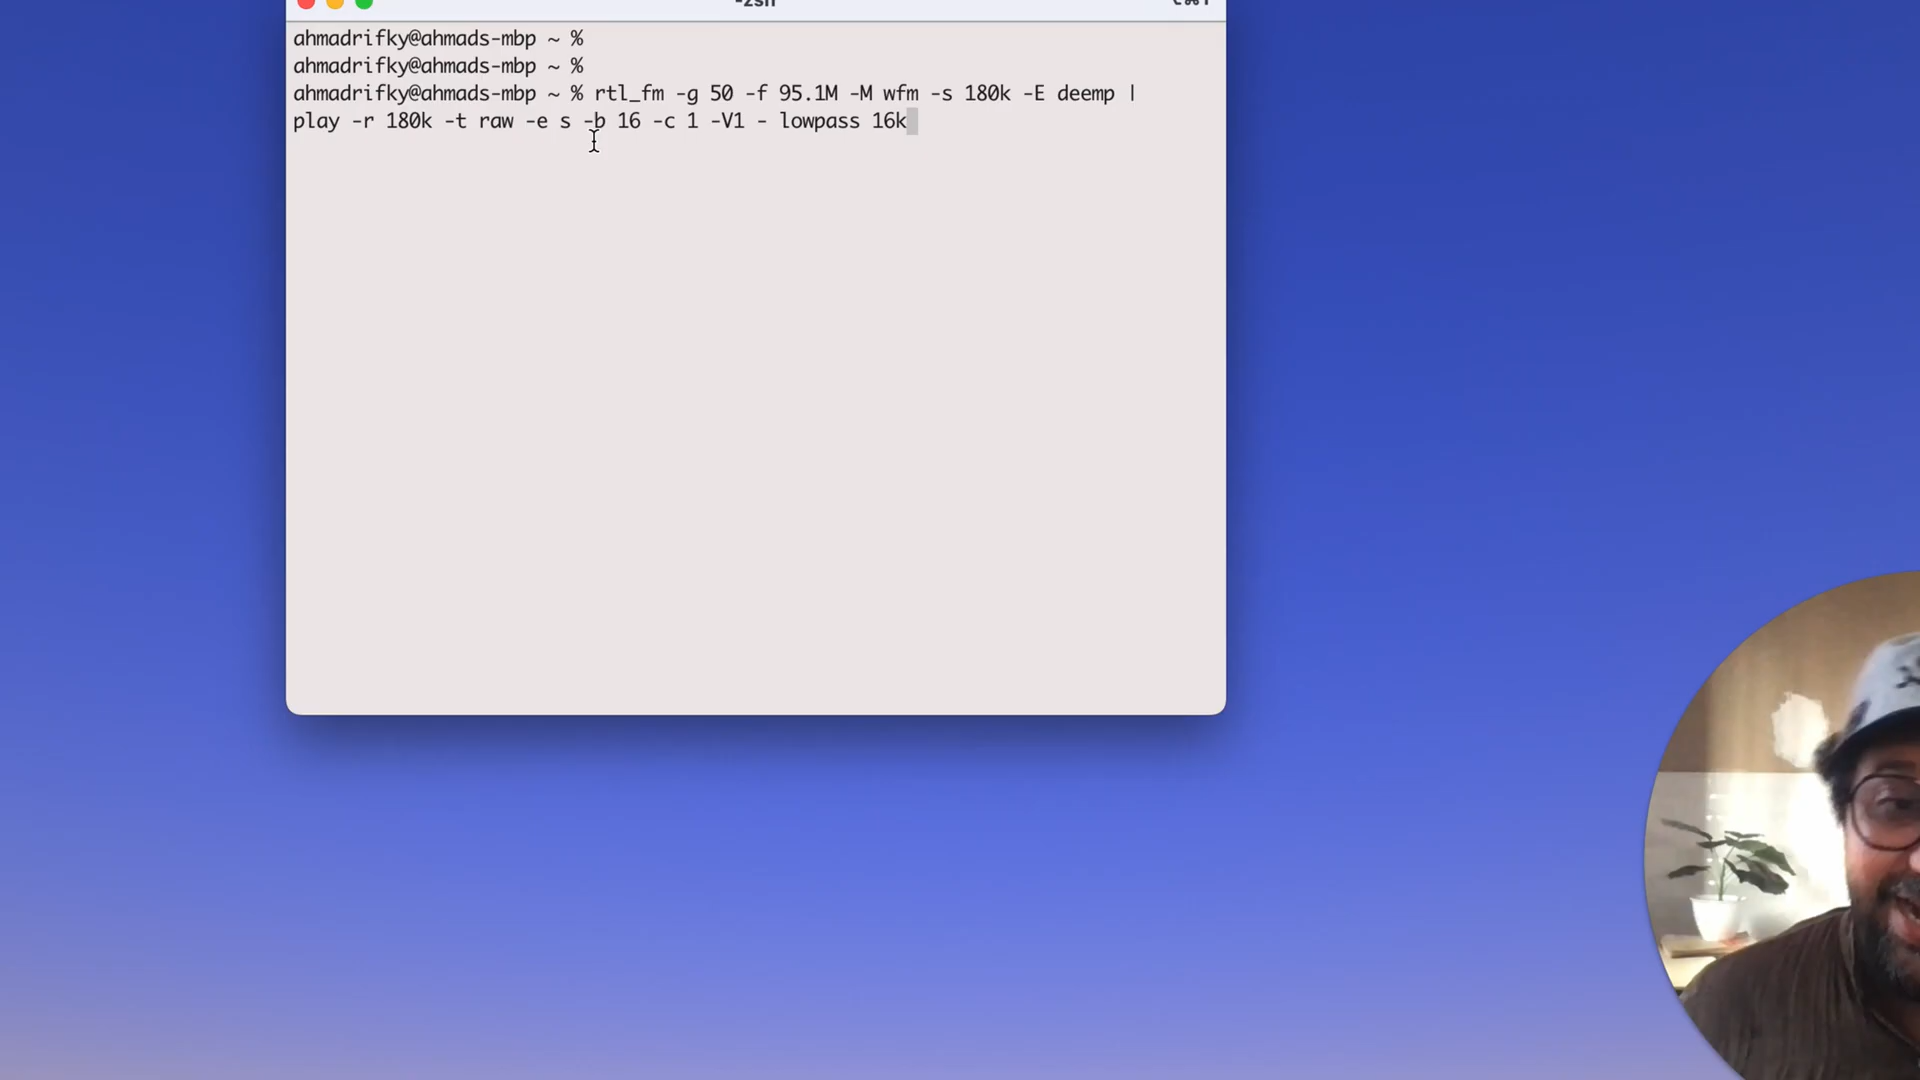 -zsh
ahmadrifky@ahmads-mbp ~ %
ahmadrifky@ahmads-mbp ~ %
ahmadrifky@ahmads-mbp ~ % rtl_fm -g 50 -f 95.1M -M wfm -s 180k -E deemp |
play -r 180k -t raw -e s -b 16 -c 1 -V1 - lowpass 16k